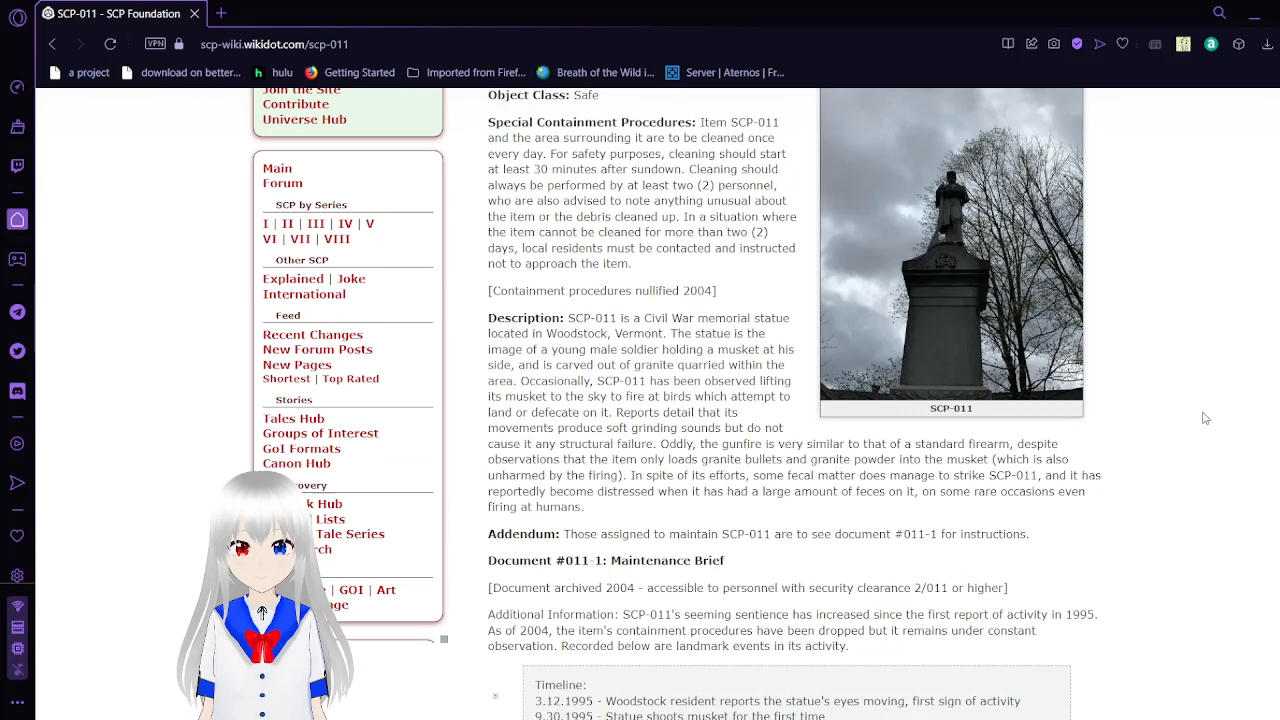 SCP-011 - SCP Foundation
VPN
scp-wiki.wikidot.com/scp-011
a project
download on better...
hulu
Getting Started
Imported from Firef...
Breath of the Wild i...
Server | Aternos | Fr...
Join the Site
Contribute
Universe Hub
Main
Forum
SCP by Series
I | II | III | IV | V
VI | VII | VIII
Other SCP
Explained | Joke
International
Feed
Recent Changes
New Forum Posts
New Pages
Shortest | Top Rated
Stories
Tales Hub
Groups of Interest
GoI Formats
Canon Hub
overy
k Hub
Lists
Tale Series
rch
| GOI | Art
Object Class: Safe
Special Containment Procedures: Item SCP-011
and the area surrounding it are to be cleaned once
every day. For safety purposes, cleaning should start
at least 30 minutes after sundown. Cleaning should
always be performed by at least two (2) personnel,
who are also advised to note anything unusual about
the item or the debris cleaned up. In a situation where
the item cannot be cleaned for more than two (2)
days, local residents must be contacted and instructed
not to approach the item.
[Containment procedures nullified 2004]
Description: SCP-011 is a Civil War memorial statue
located in Woodstock, Vermont. The statue is the
image of a young male soldier holding a musket at his
side, and is carved out of granite quarried within the
area. Occasionally, SCP-011 has been observed lifting
its musket to the sky to fire at birds which attempt to
land or defecate on it. Reports detail that its
movements produce soft grinding sounds but do not
cause it any structural failure. Oddly, the gunfire is very similar to that of a standard firearm, despite
observations that the item only loads granite bullets and granite powder into the musket (which is also
unharmed by the firing). In spite of its efforts, some fecal matter does manage to strike SCP-011, and it has
reportedly become distressed when it has had a large amount of feces on it, on some rare occasions even
firing at humans.
SCP-011
Addendum: Those assigned to maintain SCP-011 are to see document #011-1 for instructions.
Document #011-1: Maintenance Brief
[Document archived 2004 - accessible to personnel with security clearance 2/011 or higher]
Additional Information: SCP-011's seeming sentience has increased since the first report of activity in 1995.
As of 2004, the item's containment procedures have been dropped but it remains under constant
observation. Recorded below are landmark events in its activity.
Timeline:
3.12.1995 - Woodstock resident reports the statue's eyes moving, first sign of activity
9.30.1995 - Statue shoots musket for the first time